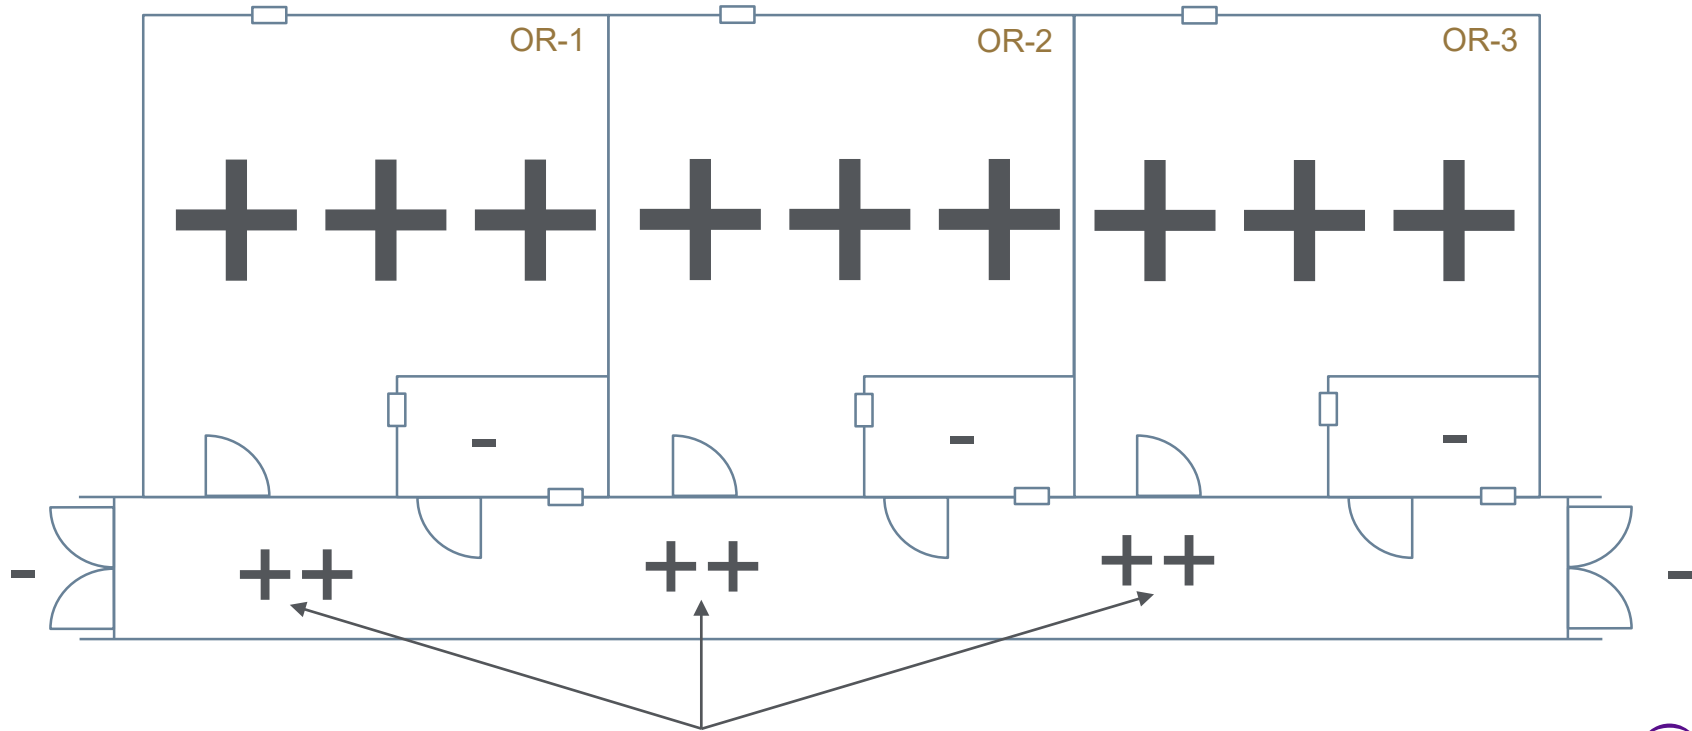 OR-1
OR-2
OR-3
+ + +
+ + +
+ + +
-
-
-
-
+ +
+ +
+ +
-